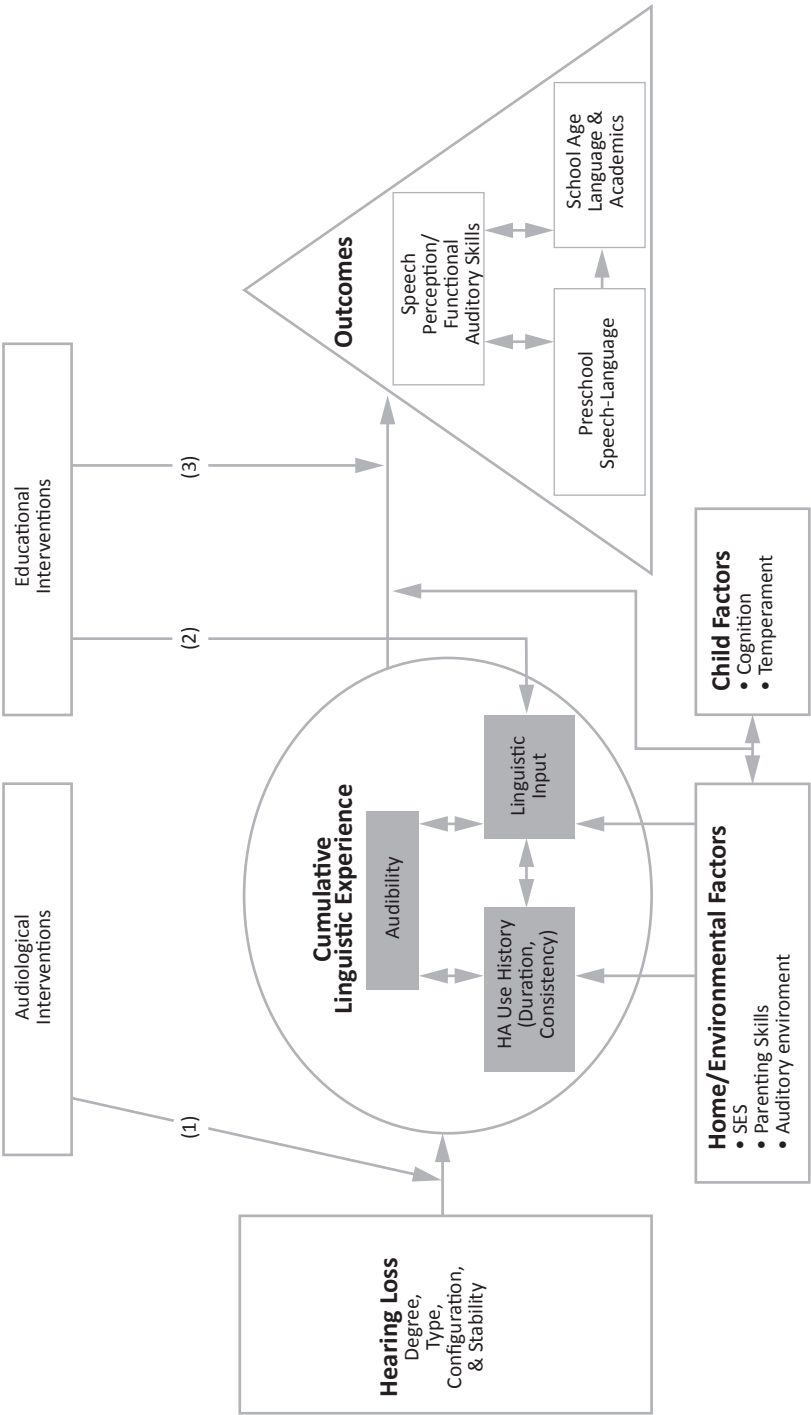 Audiological
Interventions
Educational
Interventions
(1)
(2)
(3)
Hearing Loss
Degree,
Type,
Configuration,
& Stability
Cumulative
Linguistic Experience
Audibility
HA Use History
(Duration,
Consistency)
Linguistic
Input
Outcomes
Speech
Perception/
Functional
Auditory Skills
Preschool
Speech-Language
School Age
Language &
Academics
Home/Environmental Factors
• SES
• Parenting Skills
• Auditory enviroment
Child Factors
• Cognition
• Temperament